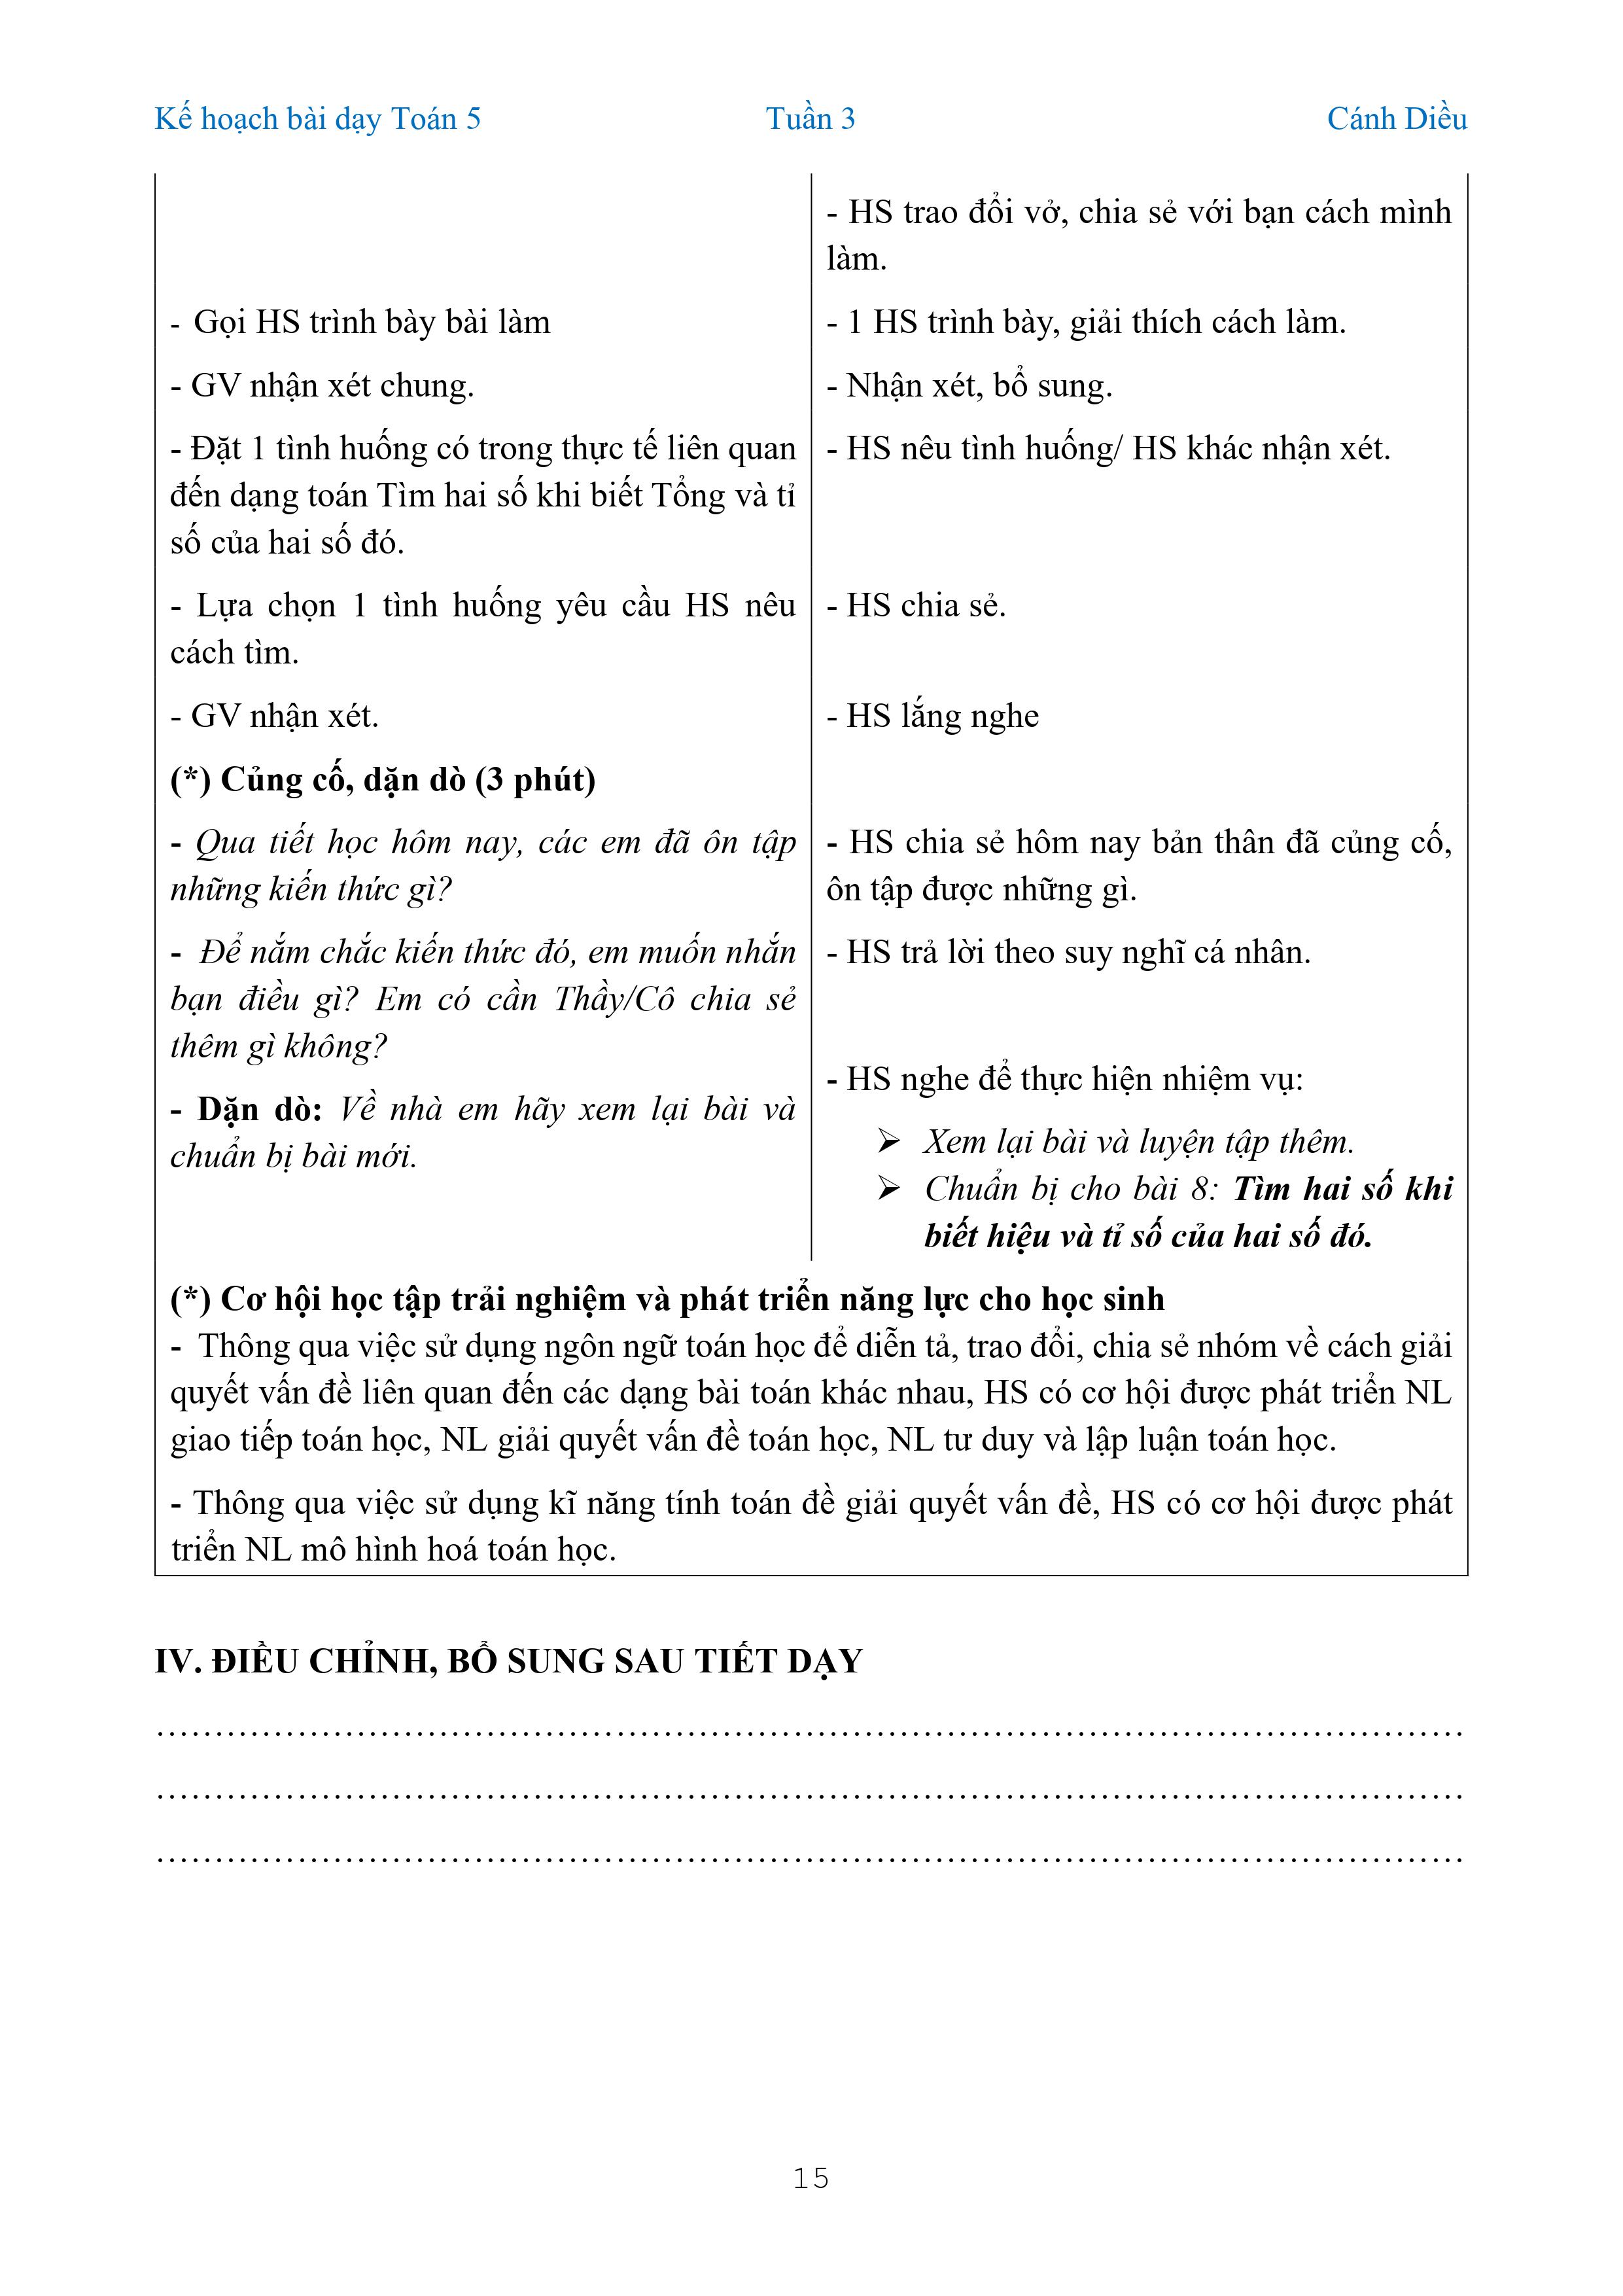 Kế hoạch bài dạy Toán 5 Tuần 3 Cánh Diều
- HS trao đổi vở, chia sẻ với bạn cách mình
làm.
- Gọi HS trình bày bài làm
- 1 HS trình bày, giải thích cách làm.
- GV nhận xét chung.
- Nhận xét, bổ sung.
- Đặt 1 tình huống có trong thực tế liên quan
đến dạng toán Tìm hai số khi biết Tổng và tỉ
số của hai số đó.
- HS nêu tình huống/ HS khác nhận xét.
- Lựa chọn 1 tình huống yêu cầu HS nêu
cách tìm.
- HS chia sẻ.
- GV nhận xét.
- HS lắng nghe
(*) Củng cố, dặn dò (3 phút)
- Qua tiết học hôm nay, các em đã ôn tập
những kiến thức gì?
- Để nắm chắc kiến thức đó, em muốn nhắn
bạn điều gì? Em có cần Thầy/Cô chia sẻ
thêm gì không?
- Dặn dò: Về nhà em hãy xem lại bài và
chuẩn bị bài mới.
- HS chia sẻ hôm nay bản thân đã củng cố,
ôn tập được những gì.
- HS trả lời theo suy nghĩ cá nhân.
- HS nghe để thực hiện nhiệm vụ:
➢ Xem lại bài và luyện tập thêm.
➢ Chuẩn bị cho bài 8: Tìm hai số khi
biết hiệu và tỉ số của hai số đó.
(*) Cơ hội học tập trải nghiệm và phát triển năng lực cho học sinh
- Thông qua việc sử dụng ngôn ngữ toán học để diễn tả, trao đổi, chia sẻ nhóm về cách giải
quyết vấn đề liên quan đến các dạng bài toán khác nhau, HS có cơ hội được phát triển NL
giao tiếp toán học, NL giải quyết vấn đề toán học, NL tư duy và lập luận toán học.
- Thông qua việc sử dụng kĩ năng tính toán đề giải quyết vấn đề, HS có cơ hội được phát
triển NL mô hình hoá toán học.
IV. ĐIỀU CHỈNH, BỔ SUNG SAU TIẾT DẠY
……………………………………………………………………………………………………
……………………………………………………………………………………………………
……………………………………………………………………………………………………
15